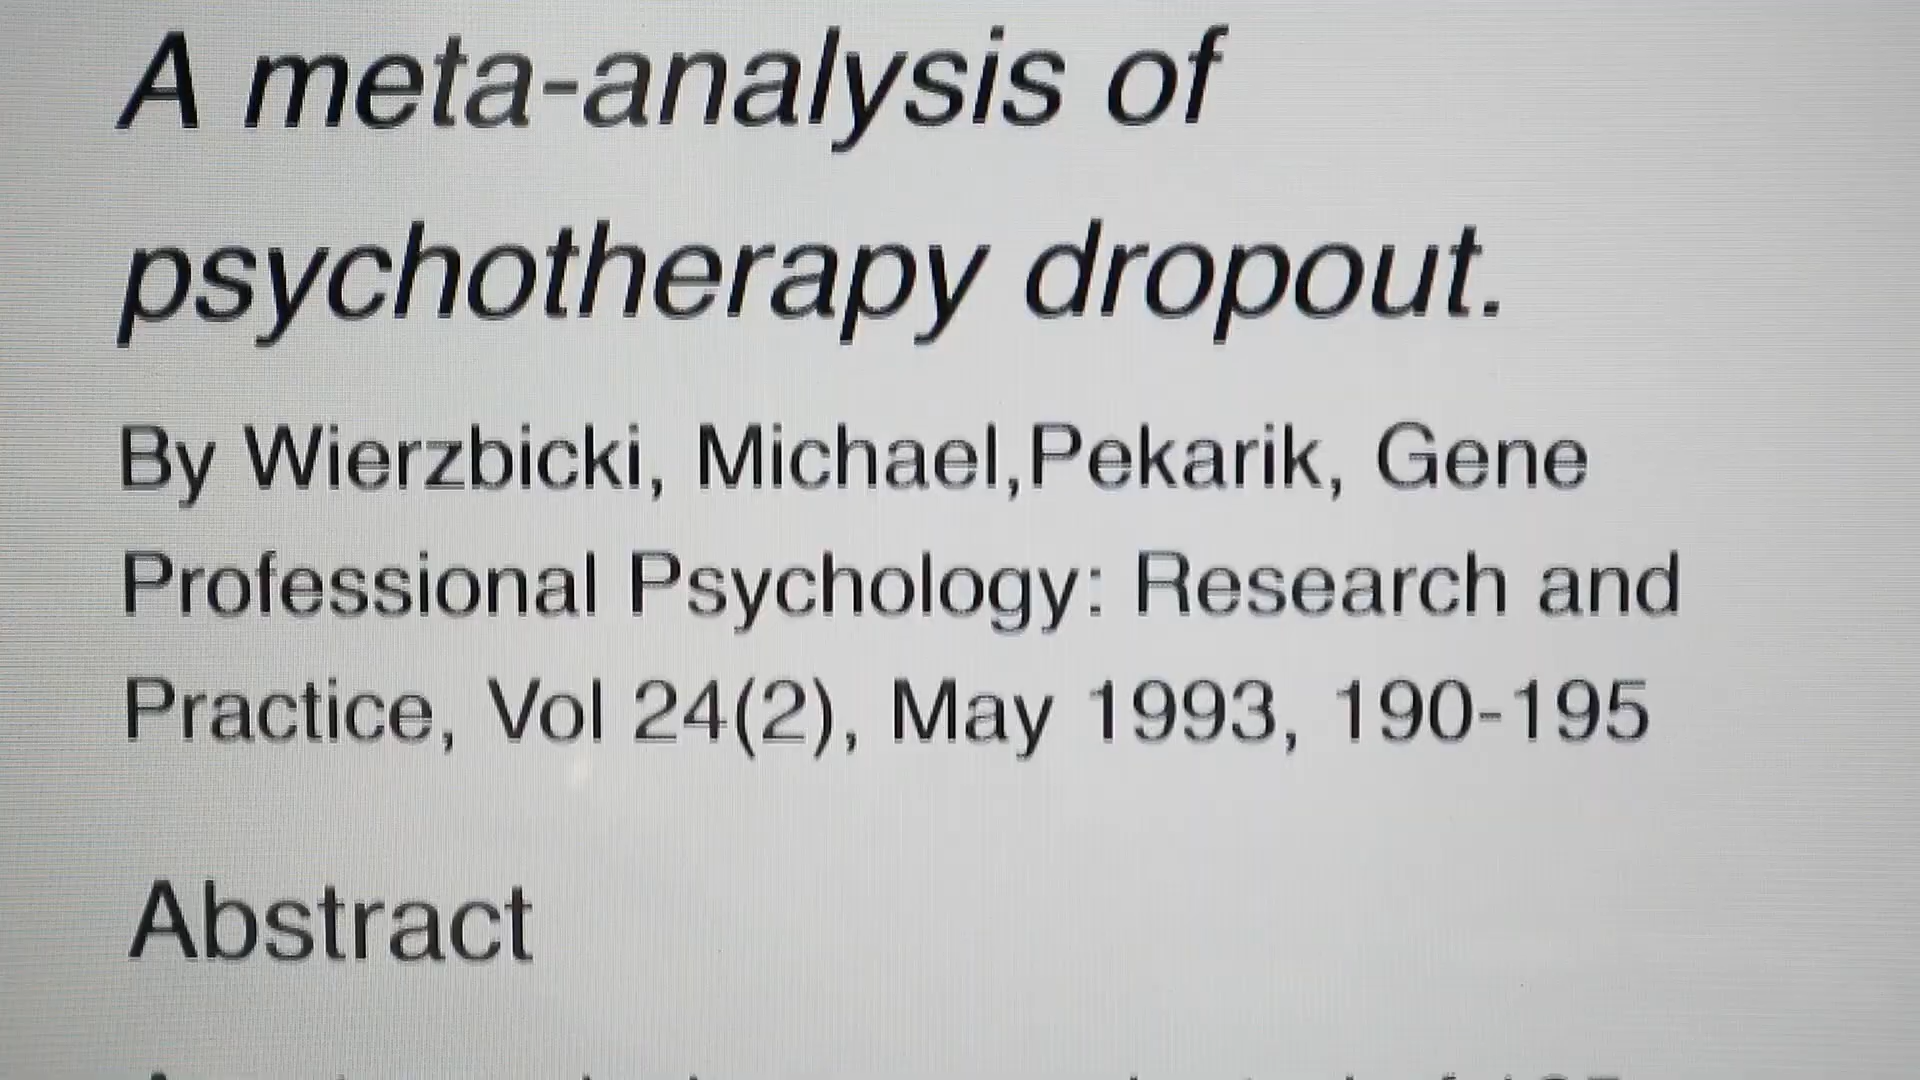 A meta-analysis of
psychotherapy dropout.
By Wierzbicki, Michael,Pekarik, Gene
Professional Psychology: Research and
Practice, Vol 24(2), May 1993, 190-195
Abstract